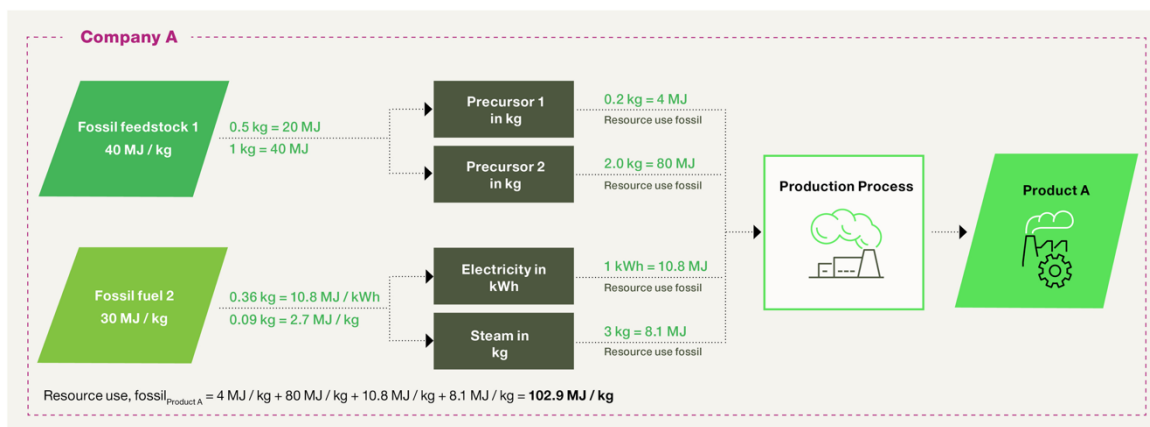 Company A
Fossil feedstock 1
40 MJ / kg
0.5 kg = 20 MJ
1 kg = 40 MJ
Precursor 1
in kg
0.2 kg = 4 MJ
Resource use fossil
Precursor 2
in kg
2.0 kg = 80 MJ
Resource use fossil
Production Process
Product A
Fossil fuel 2
30 MJ / kg
0.36 kg = 10.8 MJ / kWh
0.09 kg = 2.7 MJ / kg
Electricity in
kWh
1 kWh = 10.8 MJ
Resource use fossil
Steam in
kg
3 kg = 8.1 MJ
Resource use fossil
Resource use, fossil Product A = 4 MJ / kg + 80 MJ / kg + 10.8 MJ / kg + 8.1 MJ / kg = 102.9 MJ / kg